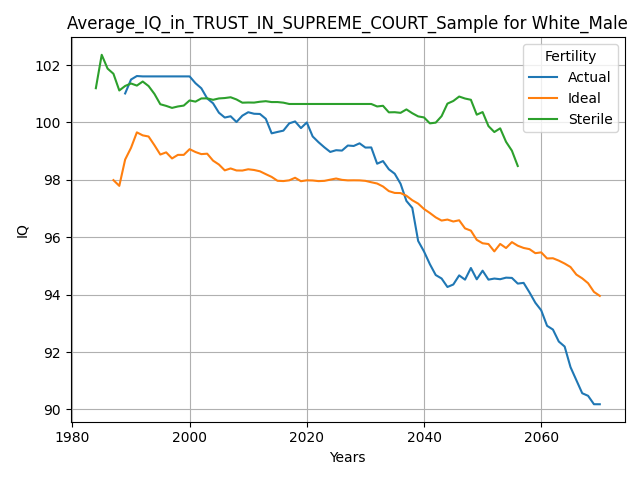 Average_IQ_in_TRUST_IN_SUPREME_COURT_Sample for White_Male
Fertility
Actual
Ideal
Sterile
IQ
102
100
98
96
94
92
90
1980
2000
2020
2040
2060
Years